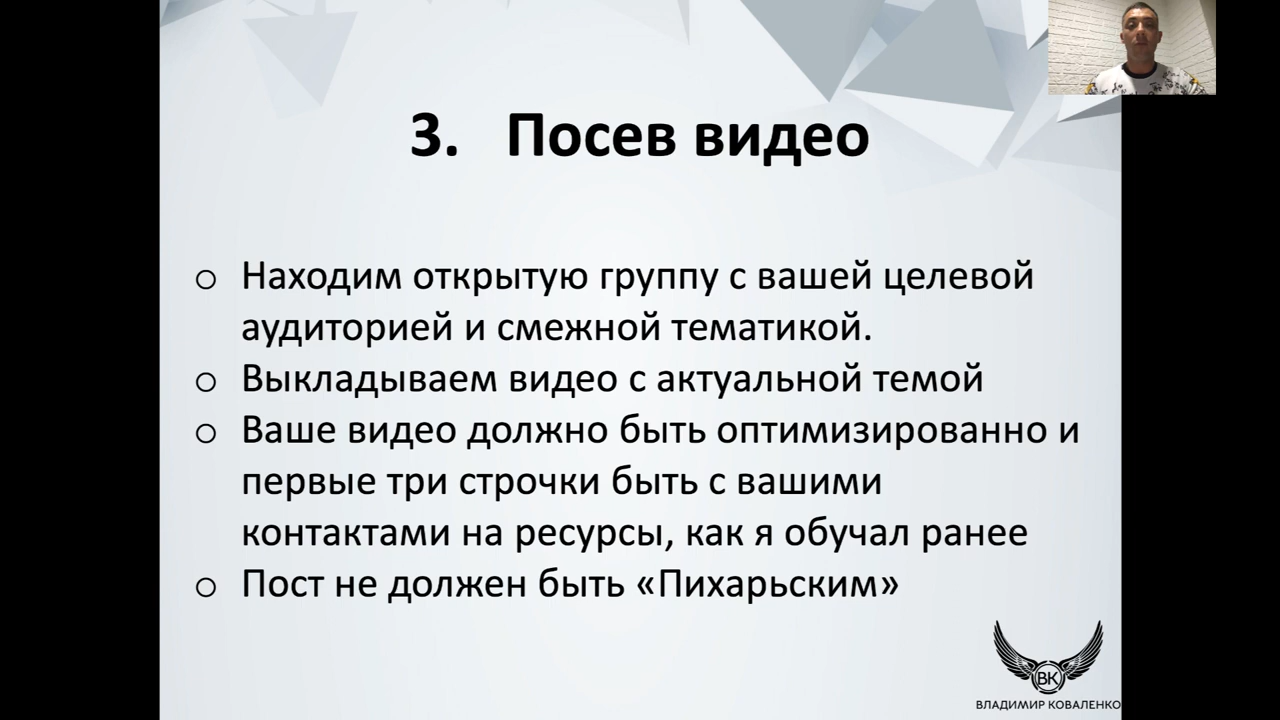 3. Посев видео
o Находим открытую группу с вашей целевой
аудиторией и смежной тематикой.
o Выкладываем видео с актуальной темой
o Ваше видео должно быть оптимизированно и
первые три строчки быть с вашими
контактами на ресурсы, как я обучал ранее
o Пост не должен быть «Пихарьским»
ВК
ВЛАДИМИР КОВАЛЕНКО